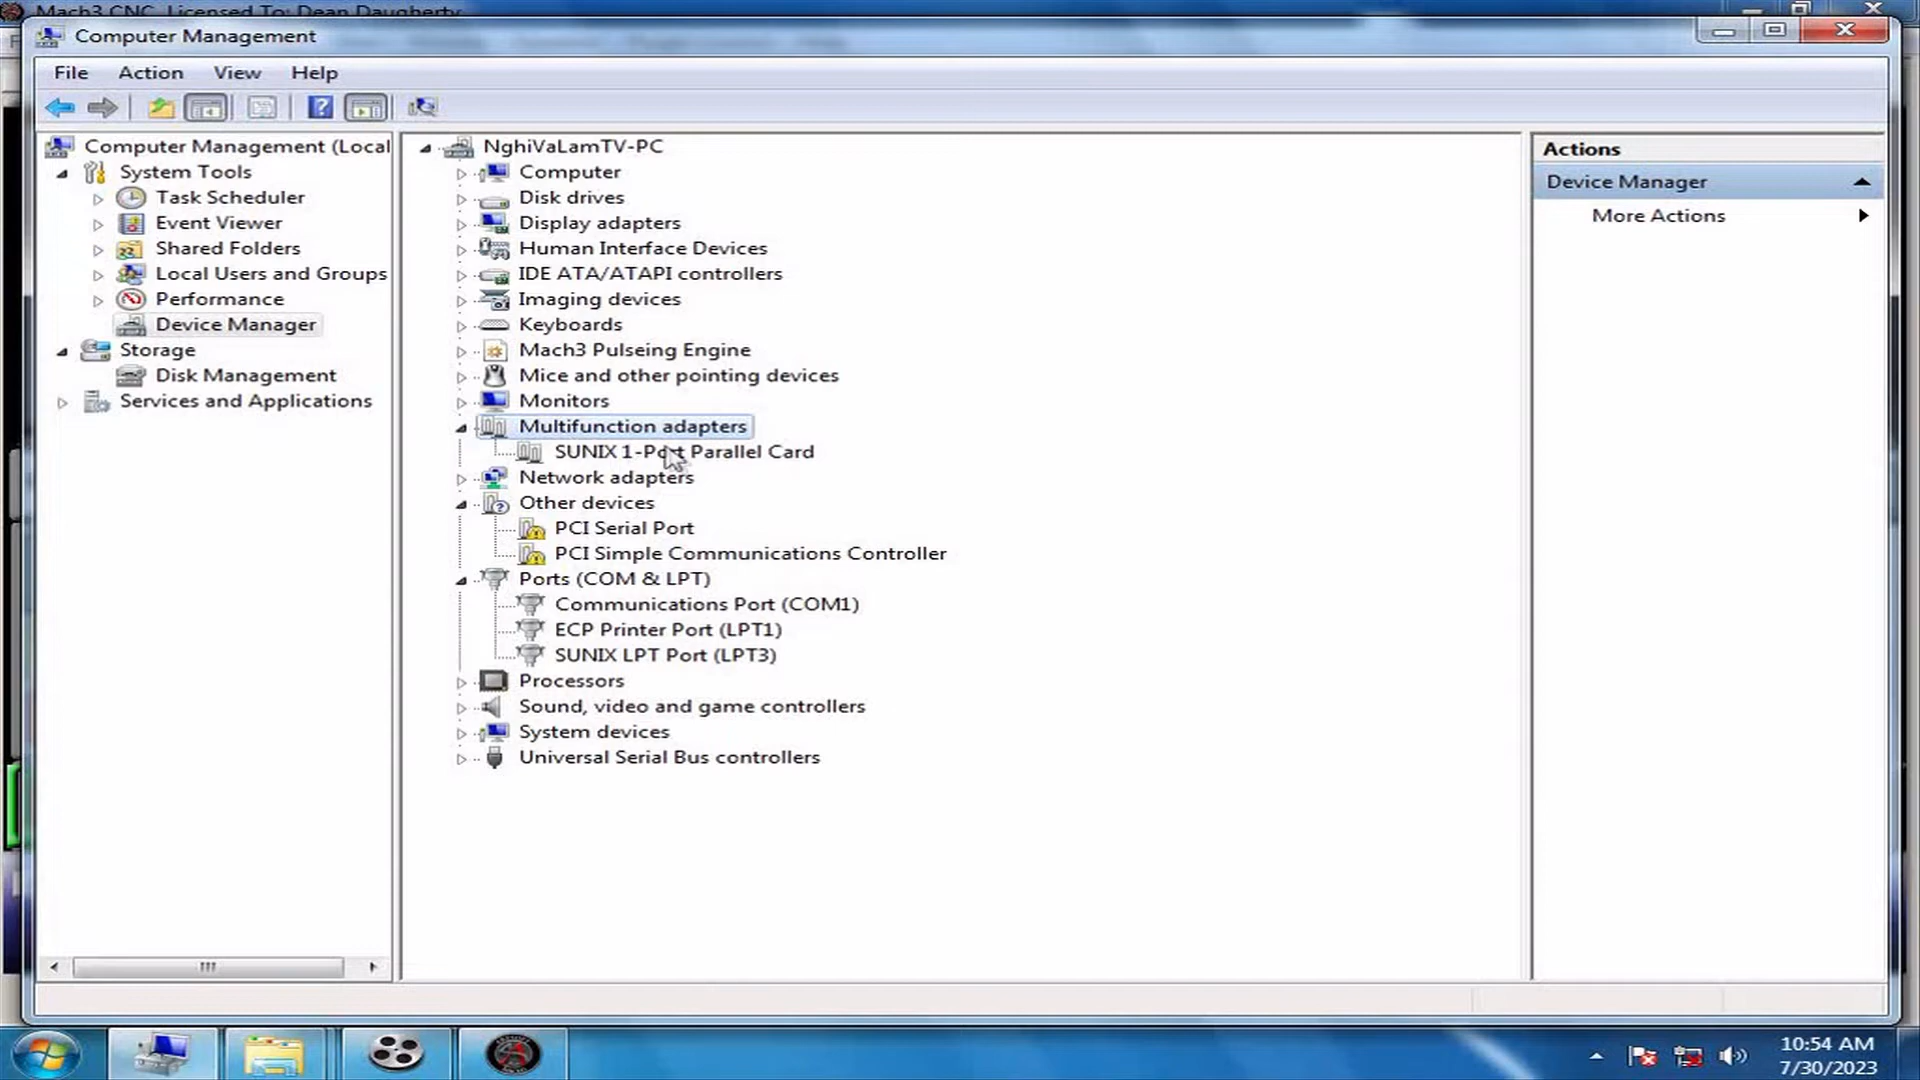 Mach3 CNC Licensed To: Dean Daugherty
Computer Management
File Action View Help
Computer Management (Local
System Tools
Task Scheduler
Event Viewer
Shared Folders
Local Users and Groups
Performance
Device Manager
Storage
Disk Management
Services and Applications
NghiVaLamTV-PC
Computer
Disk drives
Display adapters
Human Interface Devices
IDE ATA/ATAPI controllers
Imaging devices
Keyboards
Mach3 Pulseing Engine
Mice and other pointing devices
Monitors
Multifunction adapters
SUNIX 1-Port Parallel Card
Network adapters
Other devices
PCI Serial Port
PCI Simple Communications Controller
Ports (COM & LPT)
Communications Port (COM1)
ECP Printer Port (LPT1)
SUNIX LPT Port (LPT3)
Processors
Sound, video and game controllers
System devices
Universal Serial Bus controllers
Actions
Device Manager
More Actions
10:54 AM
7/30/2023